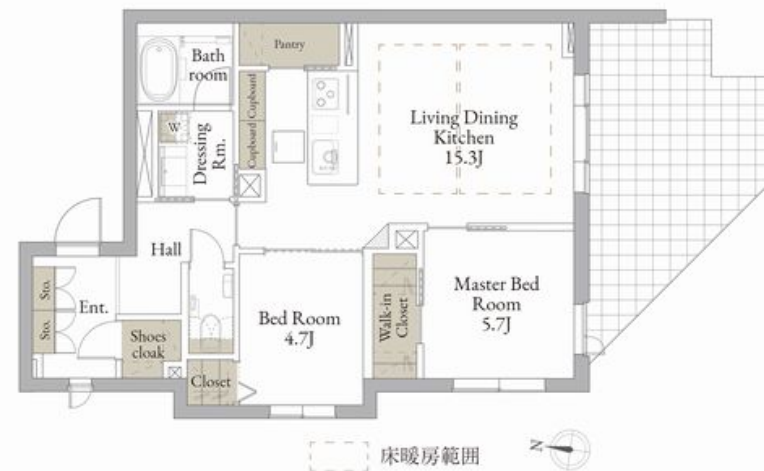 Bath
room
Pantry
Cupboard
Cupboard
W
Dressing
Rm.
Living Dining
Kitchen
15.3J
Hall
Sto.
Sto.
Ent.
Shoes
cloak
Closet
Bed Room
4.7J
Walk-in
Closet
Master Bed
Room
5.7J
床暖房範囲
N